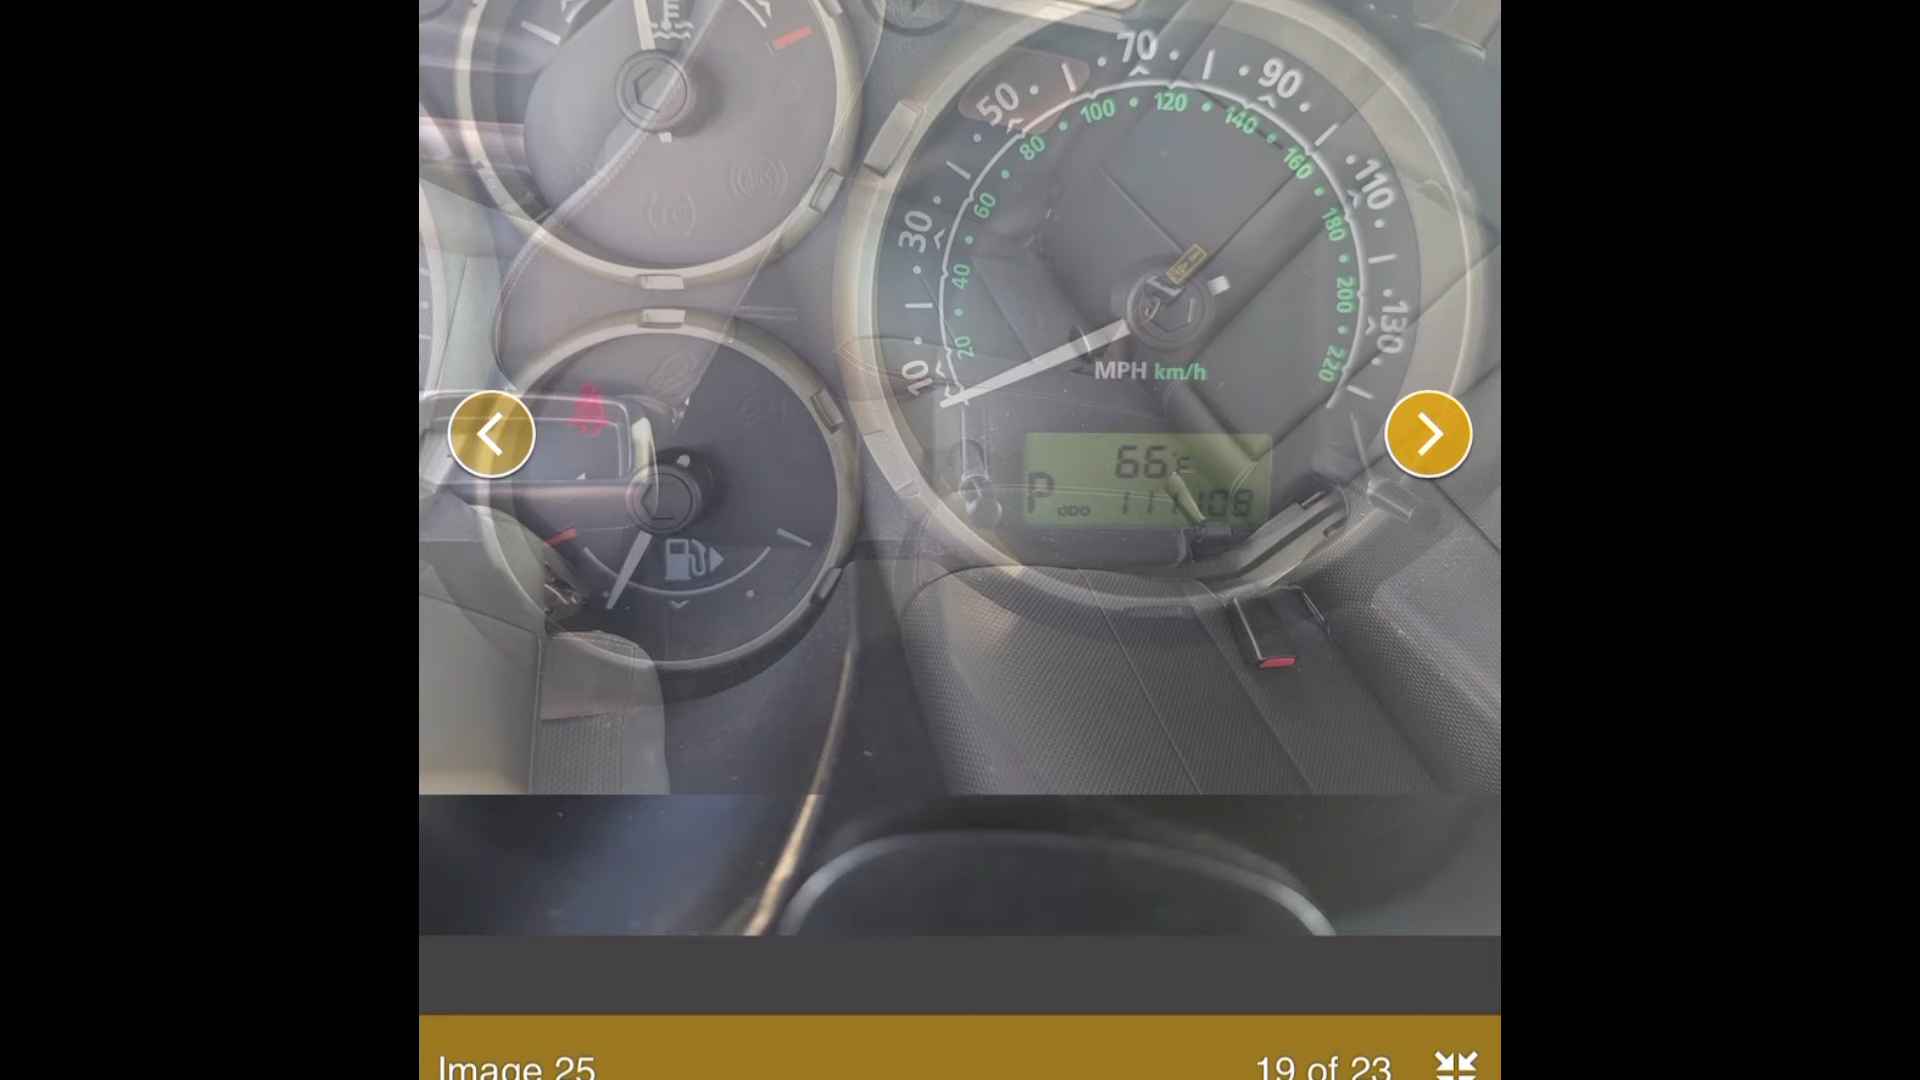 50 70 90
100 120 140
80 160 110
30 60 180
40 200 130
20 220
10
MPH km/h
66°F
P ODO 111108
Image 25 19 of 23